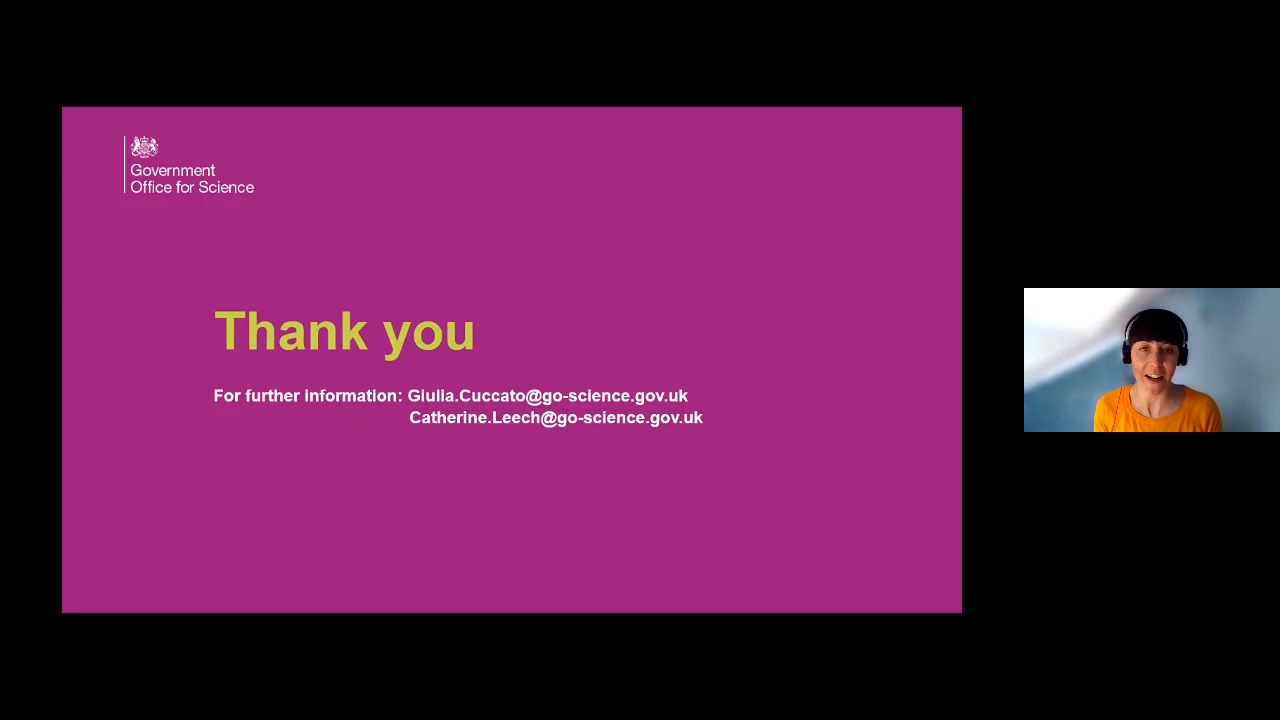 Government
Office for Science
Thank you
For further information: Giulia.Cuccato@go-science.gov.uk
Catherine.Leech@go-science.gov.uk